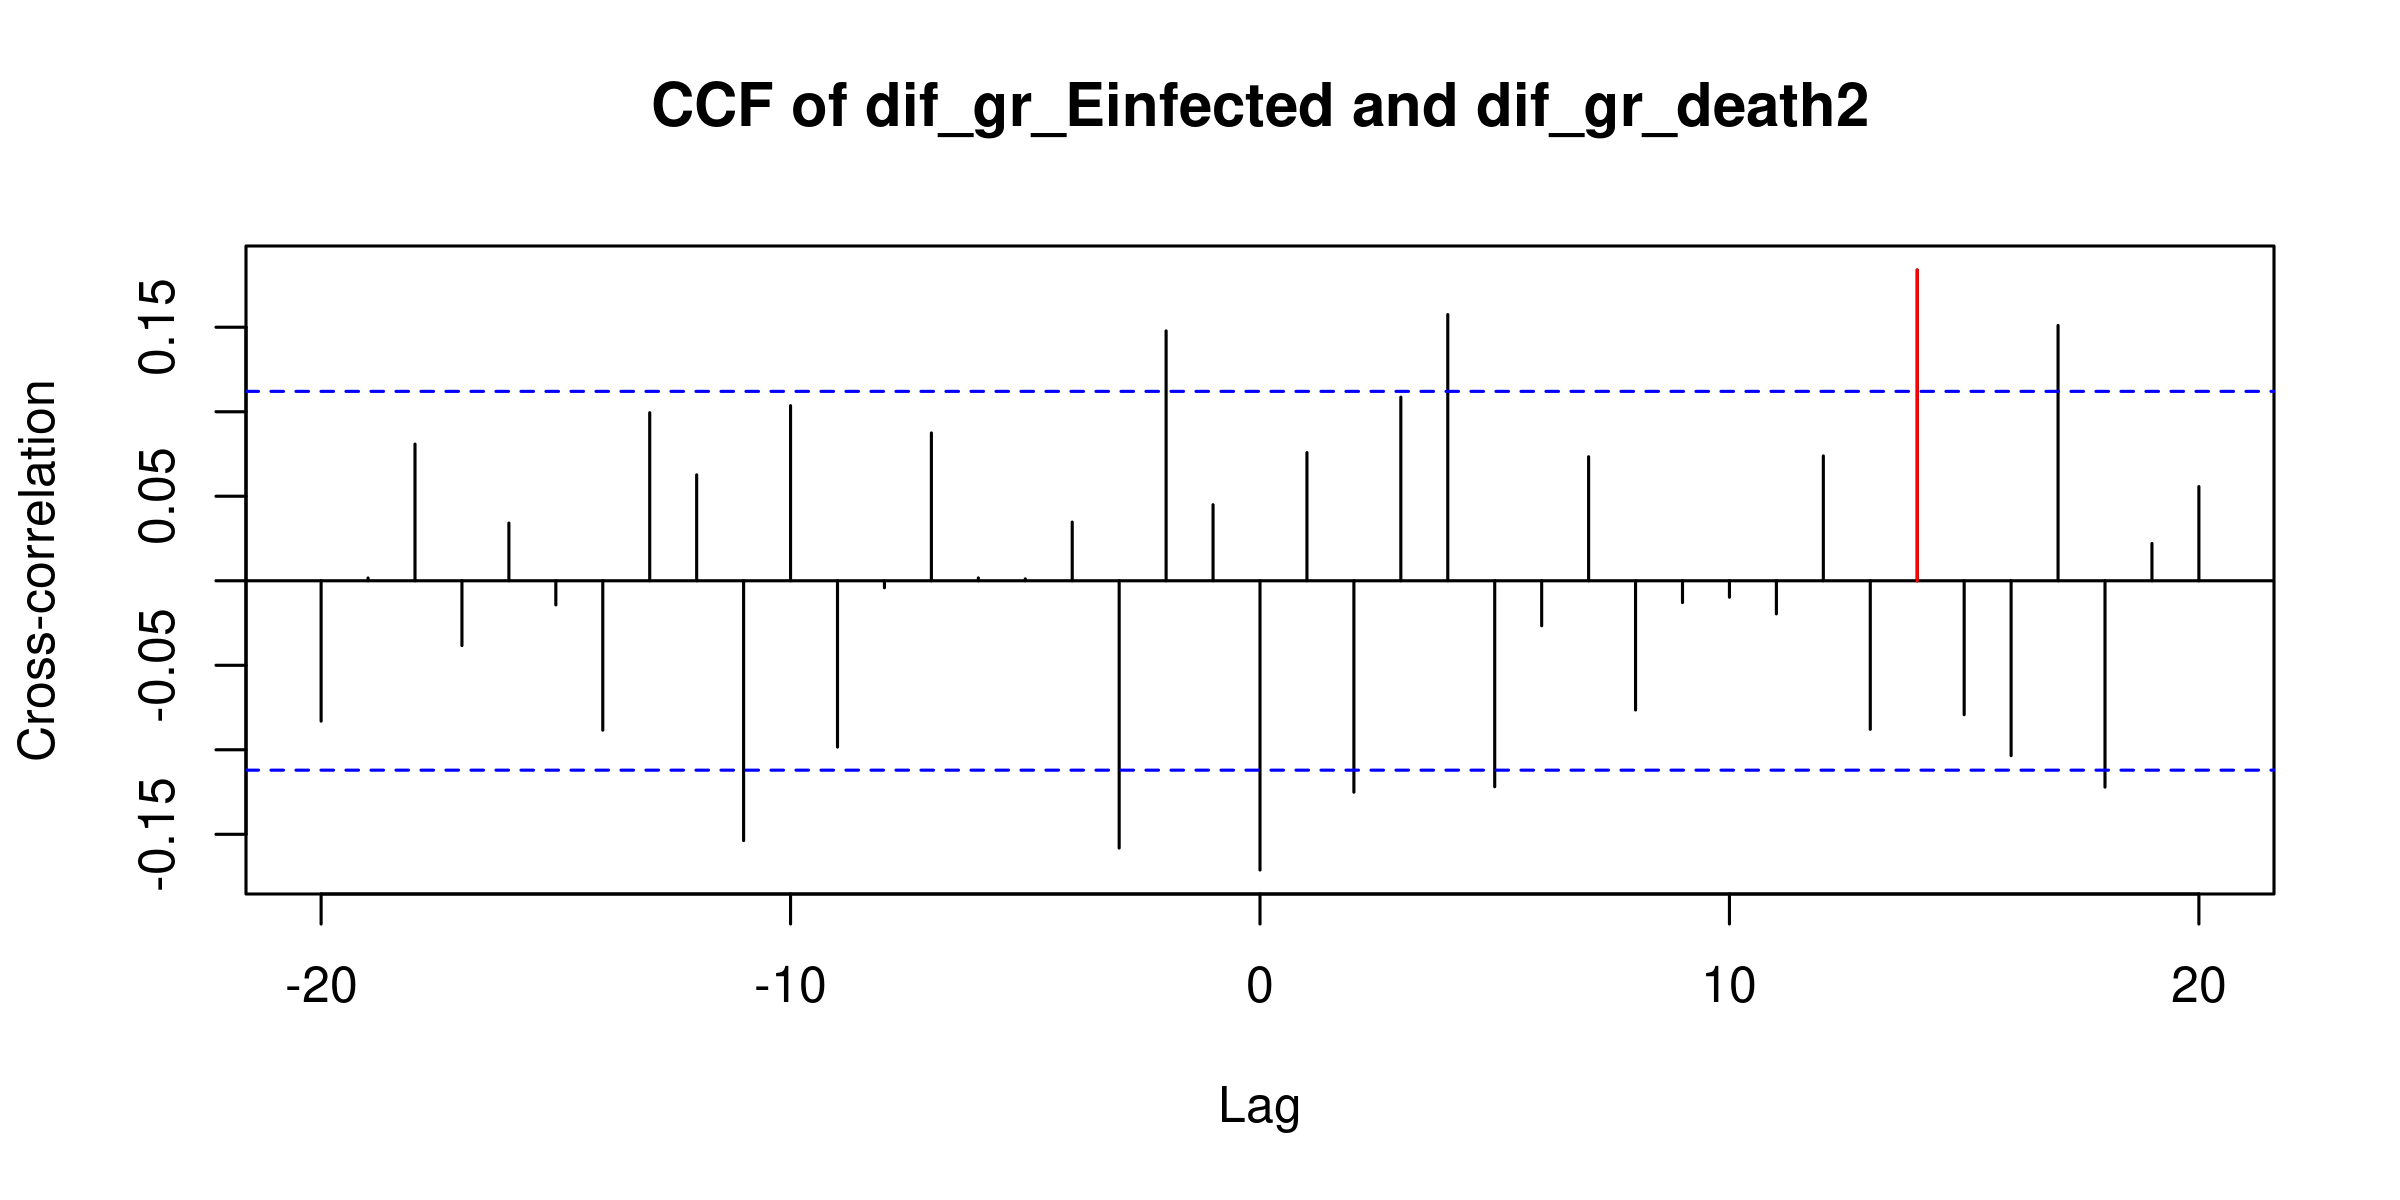 CCF of dif_gr_Einfected and dif_gr_death2
Cross-correlation
0.15
0.05
-0.05
-0.15
-20 -10 0 10 20
Lag